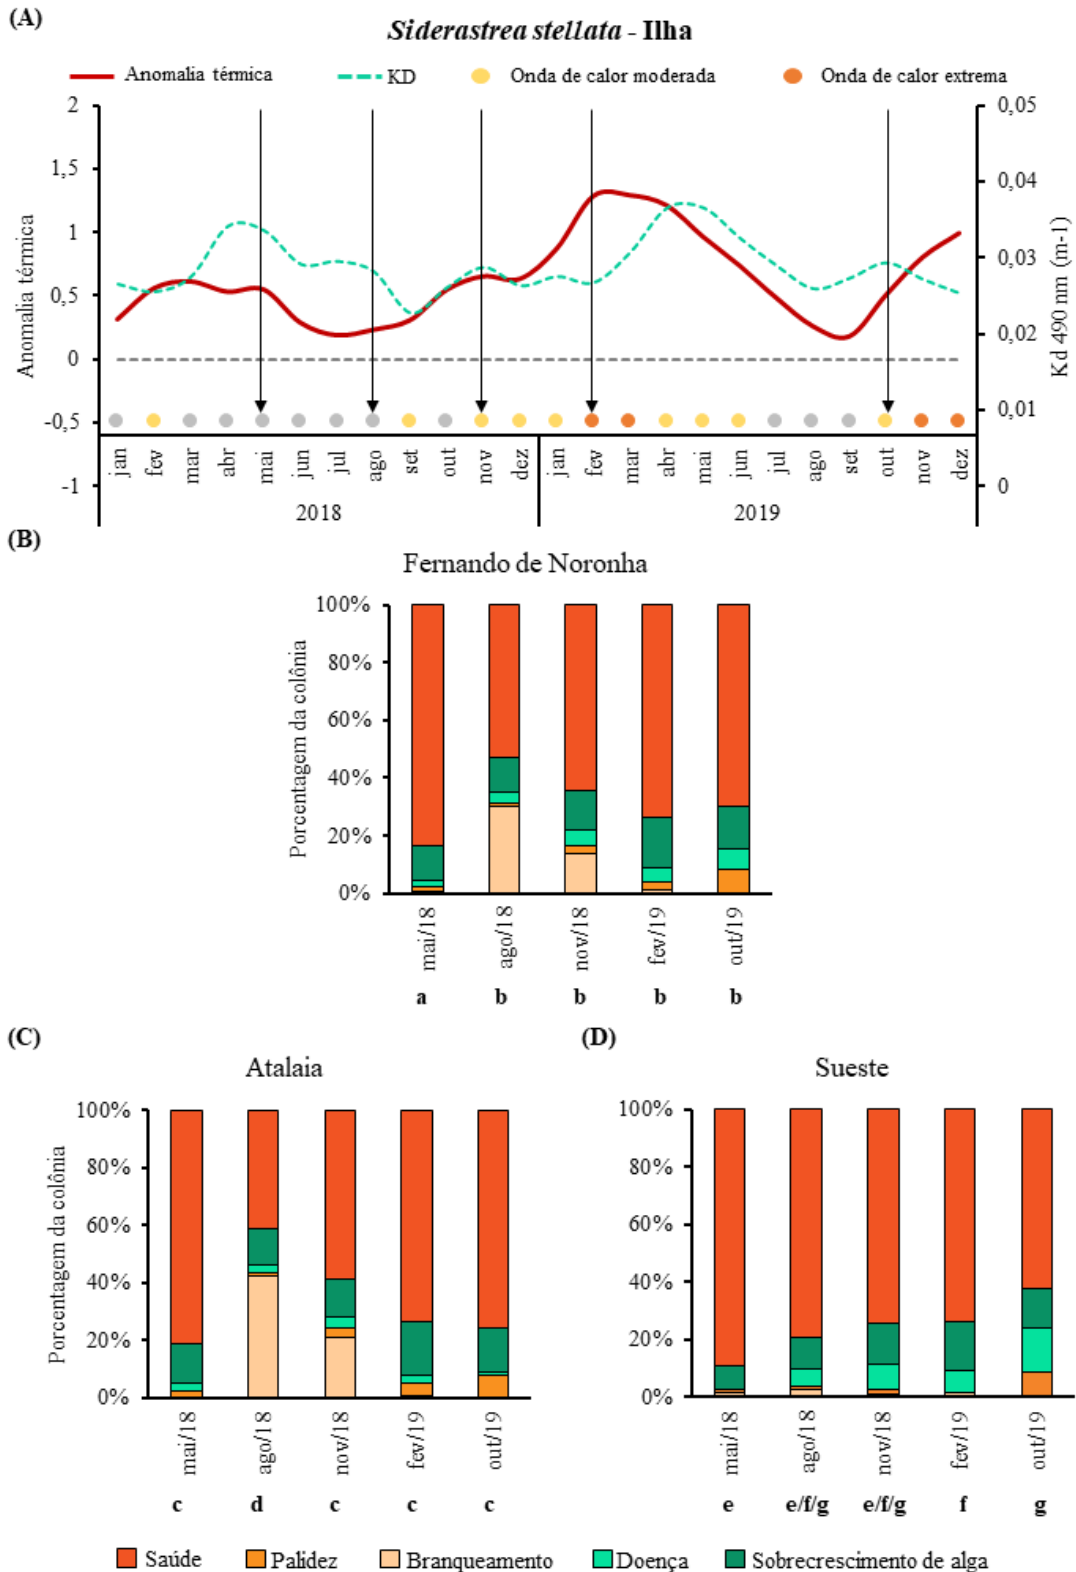 (A)
Siderastrea stellata - Ilha
Anomalia térmica KD Onda de calor moderada Onda de calor extrema
2 0,05
1,5 0,04
1 0,03
0,5 0,02
0 0,01
-0,5 0
-1
Anomalia térmica
Kd 490 nm (m-1)
jan fev mar abr mai jun jul ago set out nov dez jan fev mar abr mai jun jul ago set out nov dez
2018 2019
(B)
Fernando de Noronha
Porcentagem da colônia
100%
80%
60%
40%
20%
0%
mai/18 ago/18 nov/18 fev/19 out/19
a b b b b
(C)
Atalaia
Porcentagem da colônia
100%
80%
60%
40%
20%
0%
mai/18 ago/18 nov/18 fev/19 out/19
c d c c c
(D)
Sueste
100%
80%
60%
40%
20%
0%
mai/18 ago/18 nov/18 fev/19 out/19
e e/f/g e/f/g f g
Saúde Palidez Branqueamento Doença Sobrecrescimento de alga